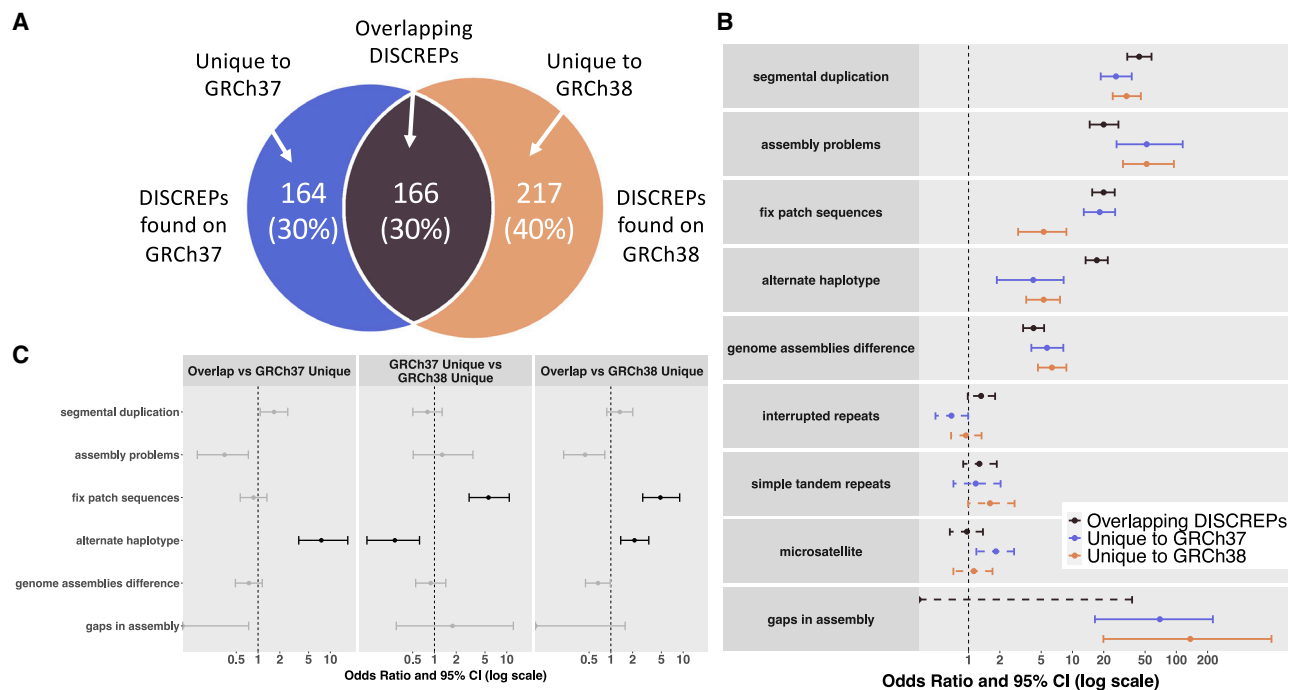 A
Unique to
GRCh37
Overlapping
DISCREPs
Unique to
GRCh38
DISCREPs
found on
GRCh37
164
(30%)
166
(30%)
217
(40%)
DISCREPs
found on
GRCh38
B
segmental duplication
assembly problems
fix patch sequences
alternate haplotype
genome assemblies difference
interrupted repeats
simple tandem repeats
microsatellite
gaps in assembly
Overlapping DISCREPs
Unique to GRCh37
Unique to GRCh38
1 2 5 10 20 50 100 200
Odds Ratio and 95% CI (log scale)
C
Overlap vs GRCh37 Unique
GRCh37 Unique vs
GRCh38 Unique
Overlap vs GRCh38 Unique
segmental duplication
assembly problems
fix patch sequences
alternate haplotype
genome assemblies difference
gaps in assembly
0.5 1 2 5 10 0.5 1 2 5 10 0.5 1 2 5 10
Odds Ratio and 95% CI (log scale)